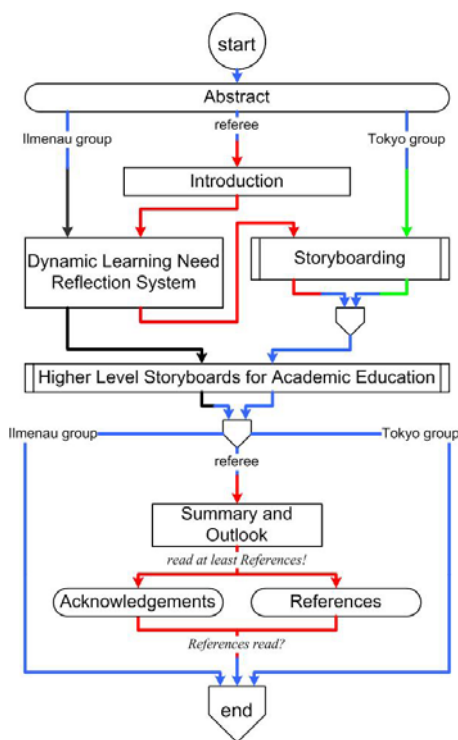 start
Abstract
Ilmenau group
referee
Tokyo group
Introduction
Dynamic Learning Need
Reflection System
Storyboarding
Higher Level Storyboards for Academic Education
Ilmenau group
Tokyo group
referee
Summary and
Outlook
read at least References!
Acknowledgements
References
References read?
end